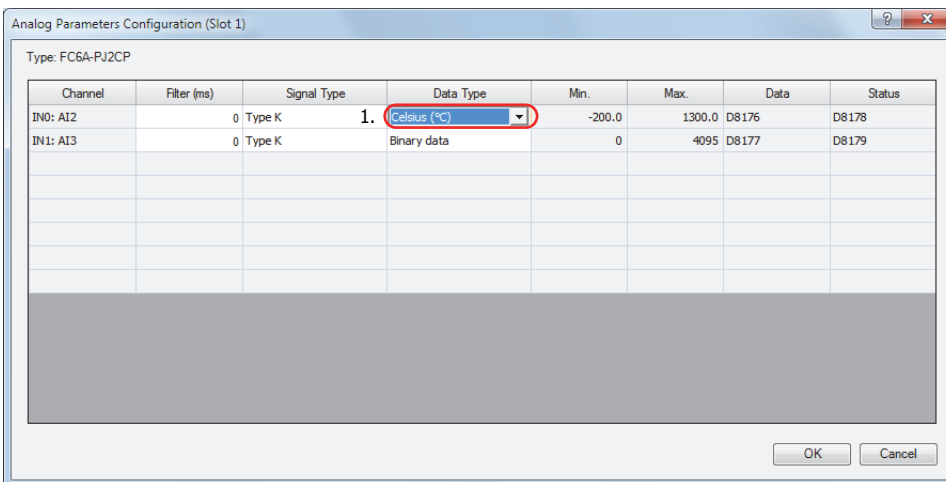 Analog Parameters Configuration (Slot 1)
Type: FC6A-PJ2CP
Channel Filter (ms) Signal Type Data Type Min. Max. Data Status
IN0: AI2 0 Type K 1. Celsius (°C) -200.0 1300.0 D8176 D8178
IN1: AI3 0 Type K Binary data 0 4095 D8177 D8179
OK Cancel